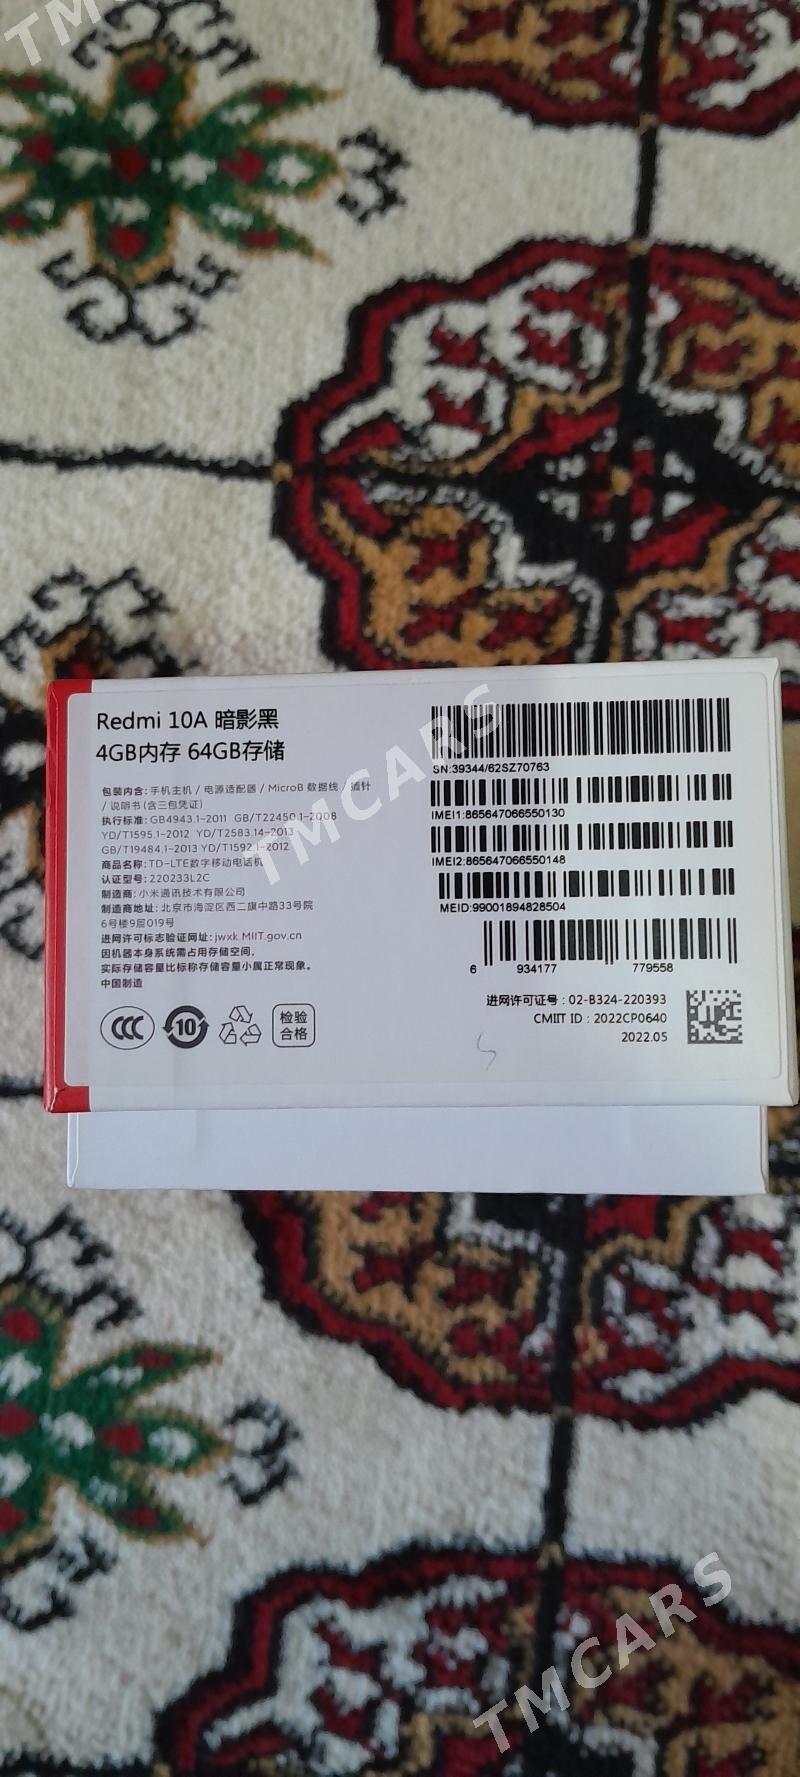 Redmi 10A 暗影黑
4GB内存 64GB存储
包装内含: 手机主机 / 电源适配器 / MicroB 数据线 / 插针
/ 说明书 (含三包凭证)
执行标准: GB4943.1-2011 GB/T22450.1-2008
YD/T1595.1-2012 YD/T2583.14-2013
GB/T19484.1-2013 YD/T1592.1-2012
商品名称: TD-LTE数字移动电话机
认证型号: 220233L2C
制造商: 小米通讯技术有限公司
制造商地址: 北京市海淀区西二旗中路33号院
6号楼9层019号
进网许可标志验证网址: jwxk.MIIT.gov.cn
因机器本身系统需占用存储空间,
实际存储容量比标称存储容量小属正常现象。
中国制造
CCC
10
检验
合格
SN:39344/62SZ70763
IMEI1:865647066550130
IMEI2:865647066550148
MEID:99001894828504
6 934177 779558
进网许可证号 : 02-B324-220393
CMIIT ID : 2022CP0640
2022.05
TMCARS
TMCARS